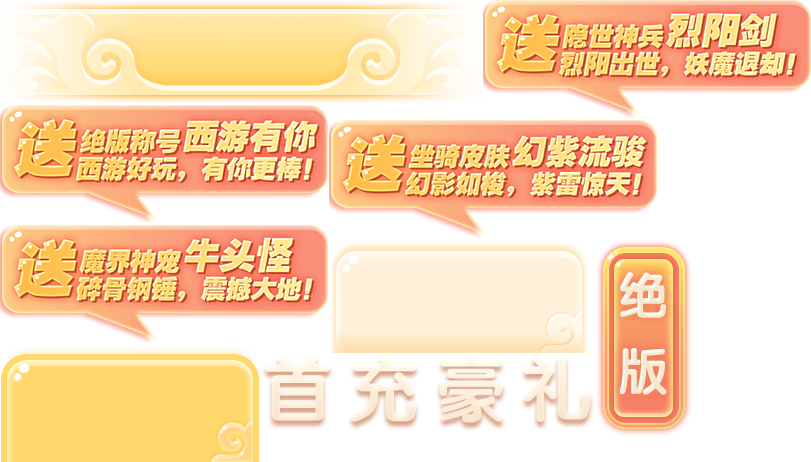 送 隐世神兵 烈阳剑
烈阳出世，妖魔退却！
送 绝版称号 西游有你
西游好玩，有你更棒！
送 坐骑皮肤 幻紫流骏
幻影如梭，紫雷惊天！
送 魔界神宠 牛头怪
碎骨钢锤，震撼大地！
绝版
首充豪礼